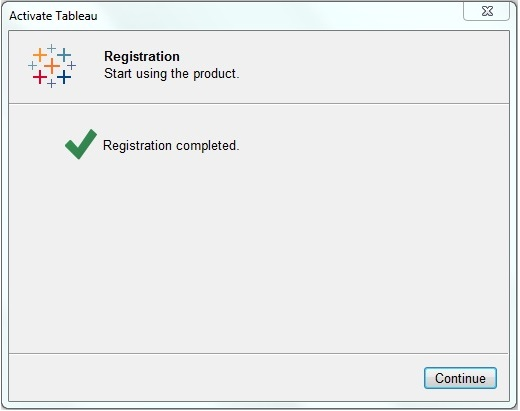 Activate Tableau
Registration
Start using the product.
Registration completed.
Continue